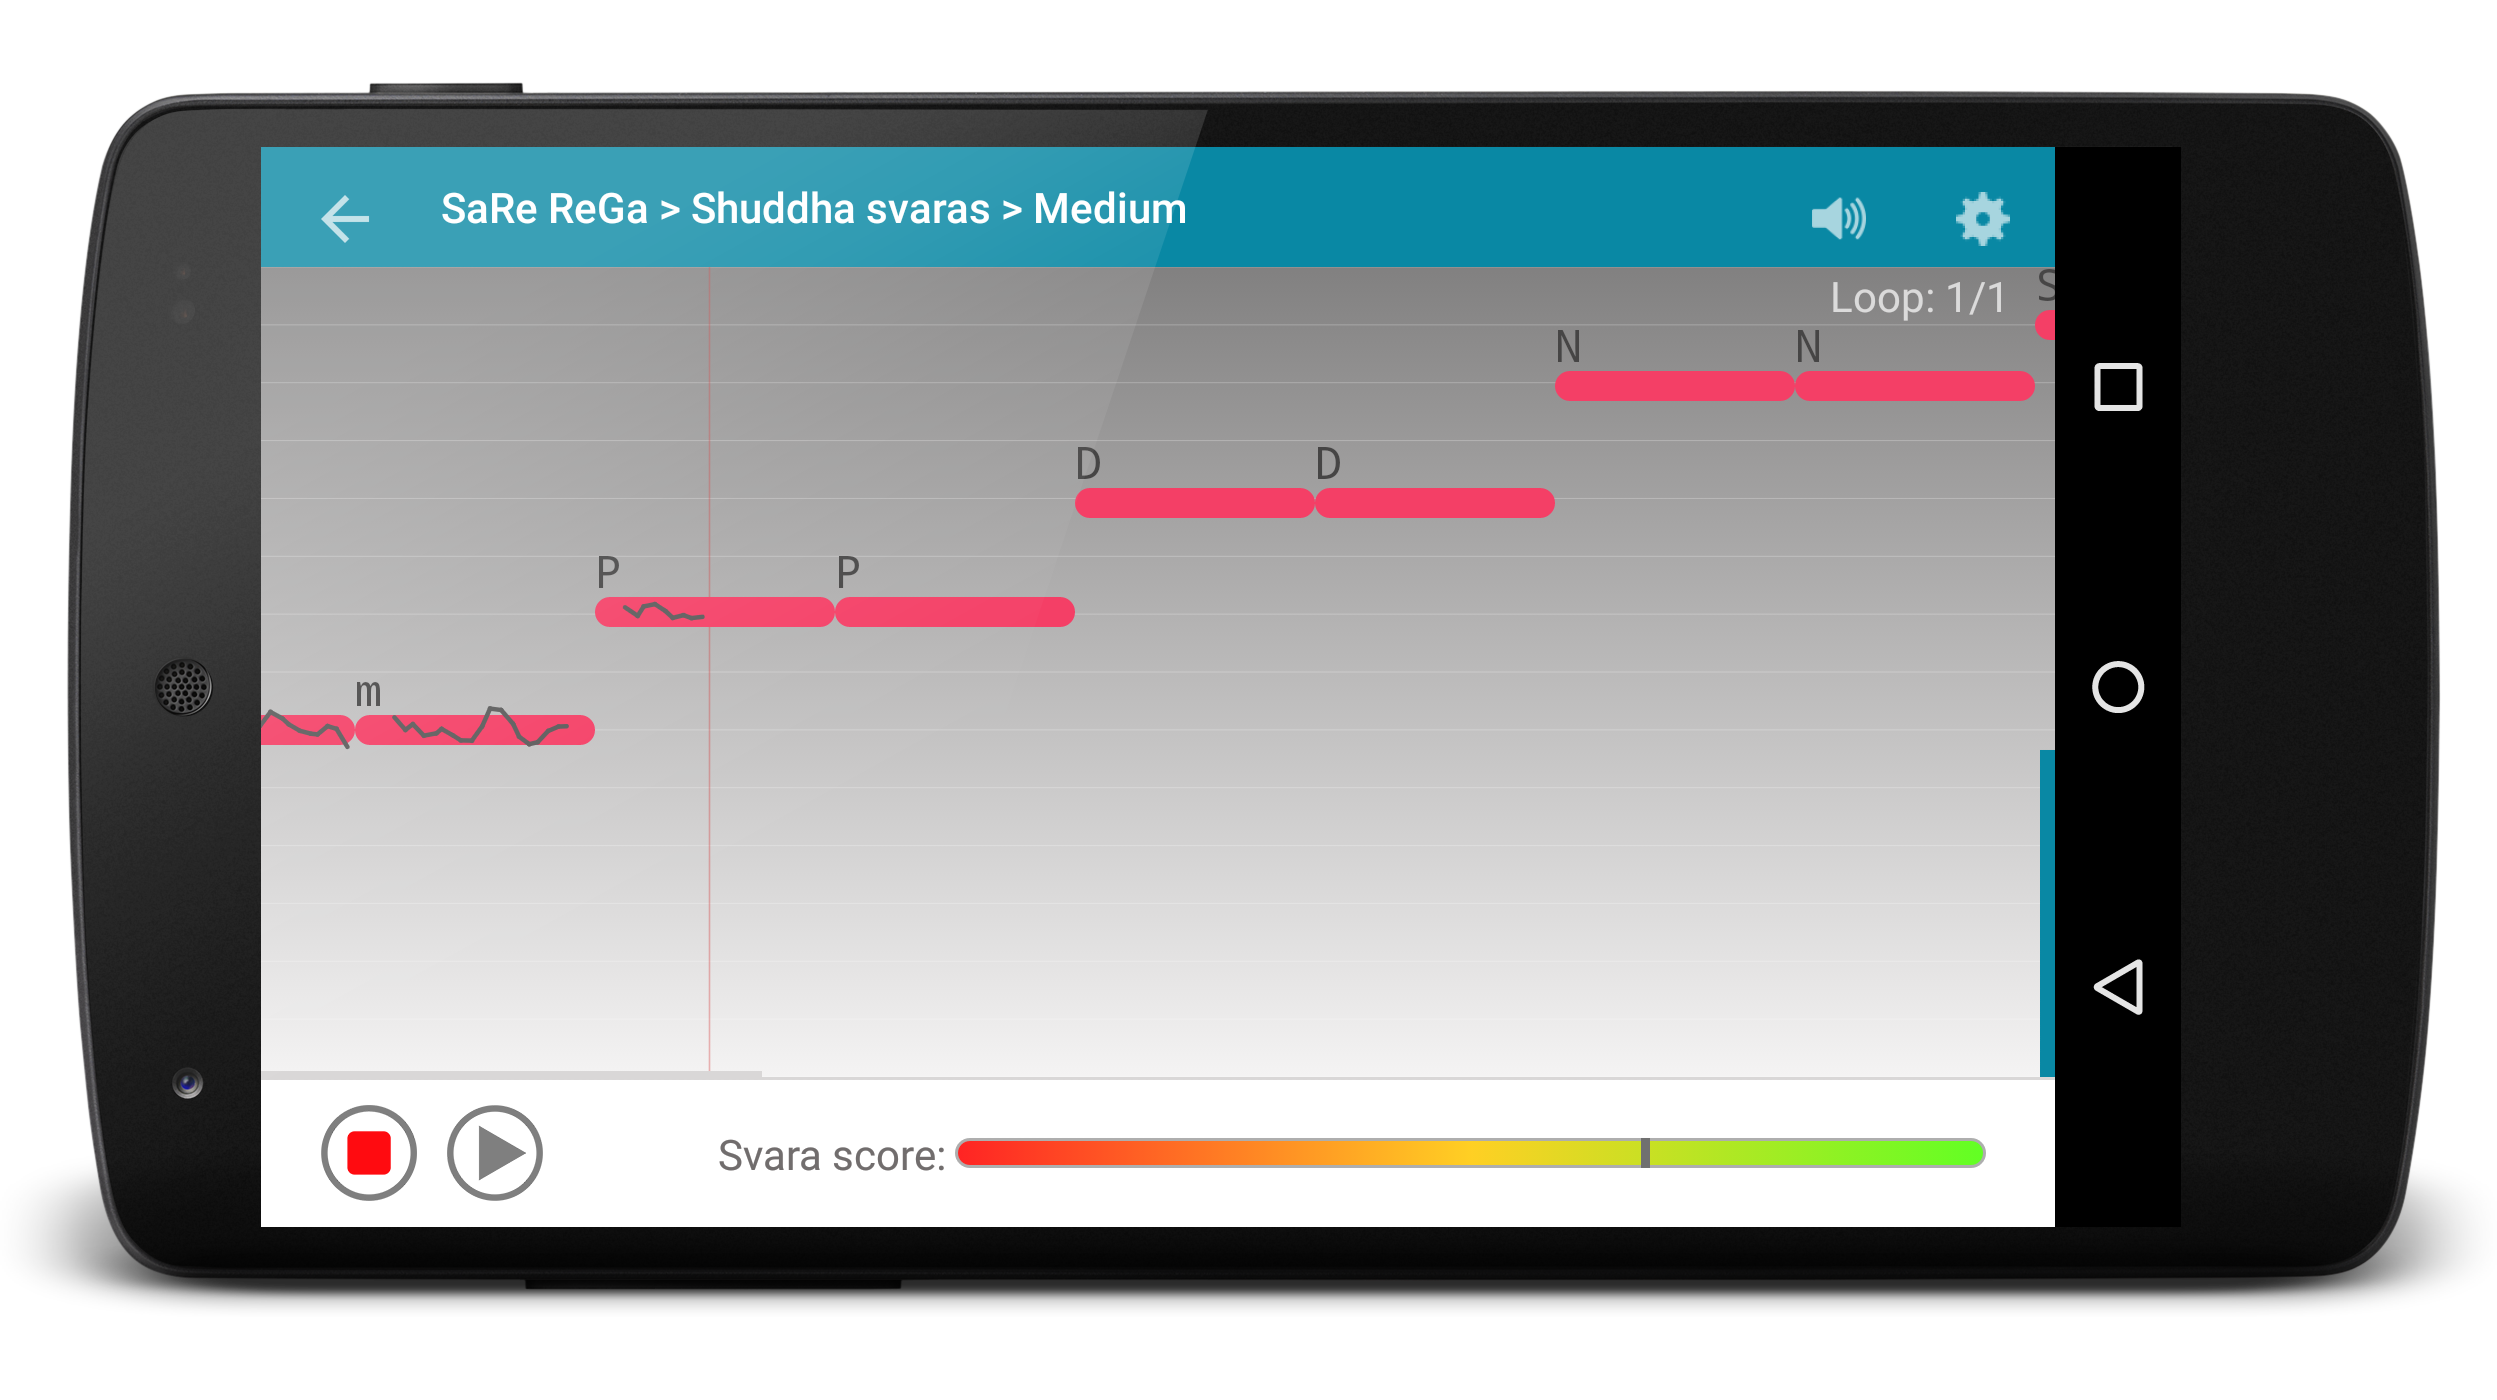 SaRe ReGa > Shuddha svaras > Medium
Loop: 1/1
S
N N
D D
P P
m
Svara score: